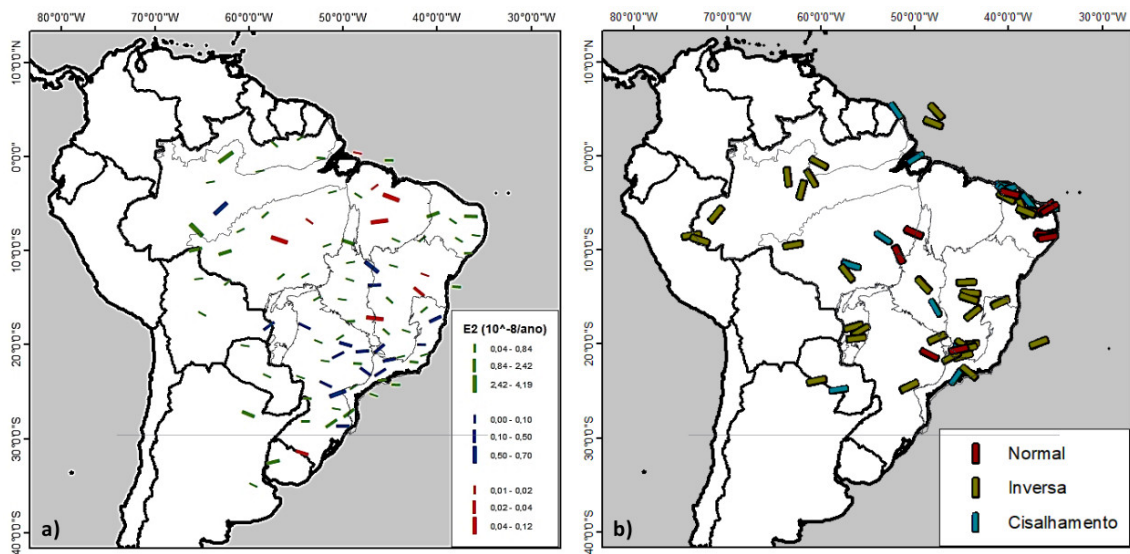 80°0'0"W 70°0'0"W 60°0'0"W 50°0'0"W 40°0'0"W 30°0'0"W
10°0'0"N
0°0'0"
10°0'0"S
20°0'0"S
30°0'0"S
40°0'0"S
E2 (10^-8/ano)
0,04 - 0,84
0,84 - 2,42
2,42 - 4,19
0,00 - 0,10
0,10 - 0,50
0,50 - 0,70
0,01 - 0,02
0,02 - 0,04
0,04 - 0,12
a)
80°0'0"W 70°0'0"W 60°0'0"W 50°0'0"W 40°0'0"W 30°0'0"W
10°0'0"N
0°0'0"
10°0'0"S
20°0'0"S
30°0'0"S
40°0'0"S
Normal
Inversa
Cisalhamento
b)